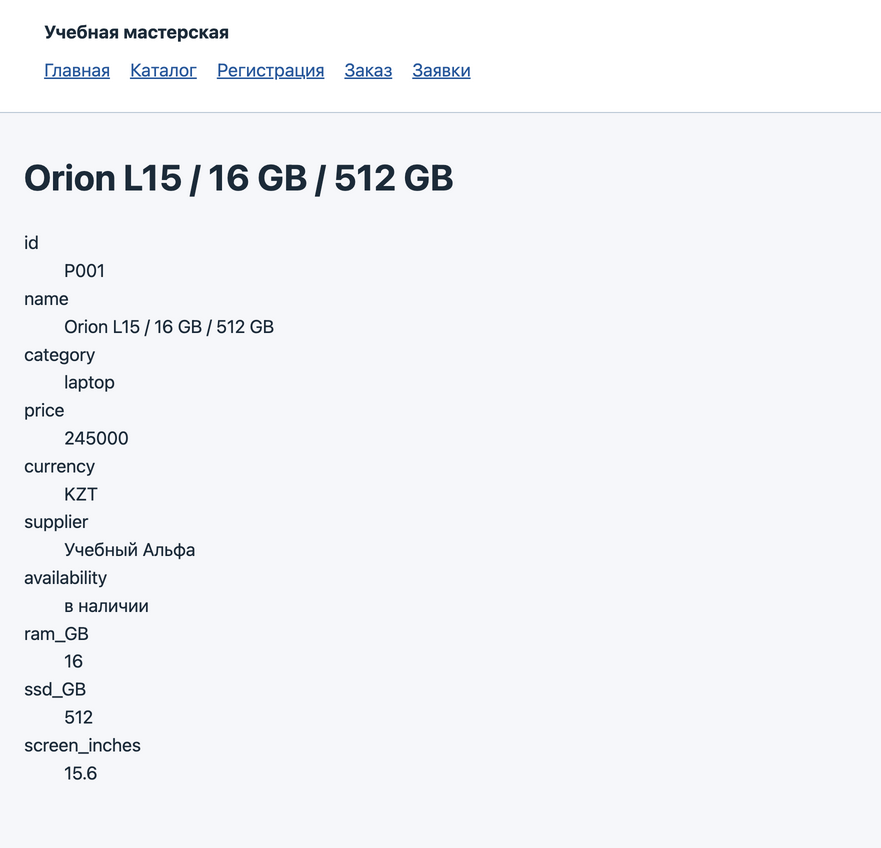 Учебная мастерская
Главная Каталог Регистрация Заказ Заявки
Orion L15 / 16 GB / 512 GB
id
P001
name
Orion L15 / 16 GB / 512 GB
category
laptop
price
245000
currency
KZT
supplier
Учебный Альфа
availability
в наличии
ram_GB
16
ssd_GB
512
screen_inches
15.6